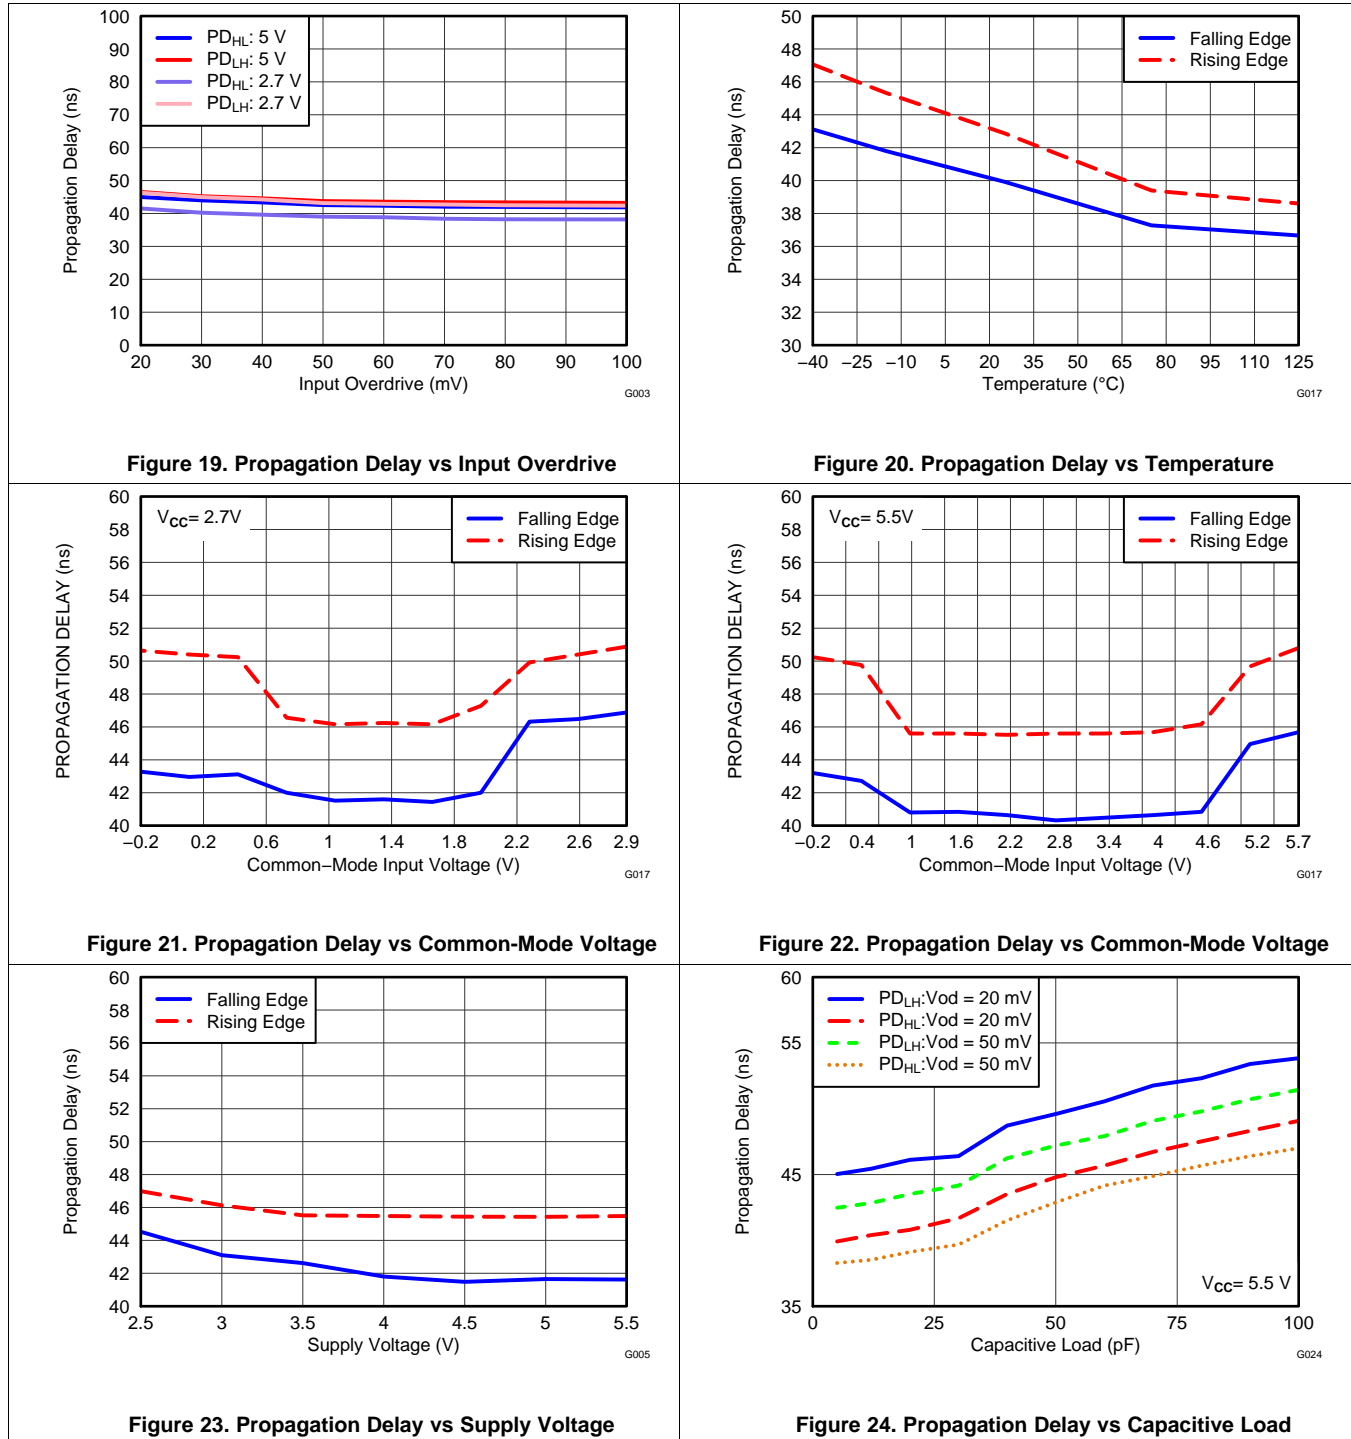 100
90
80
70
60
50
40
30
20
10
0
Propagation Delay (ns)
PD_HL: 5 V
PD_LH: 5 V
PD_HL: 2.7 V
PD_LH: 2.7 V
20 30 40 50 60 70 80 90 100
Input Overdrive (mV)
G003
Figure 19. Propagation Delay vs Input Overdrive
50
48
46
44
42
40
38
36
34
32
30
Propagation Delay (ns)
Falling Edge
Rising Edge
−40 −25 −10 5 20 35 50 65 80 95 110 125
Temperature (°C)
G017
Figure 20. Propagation Delay vs Temperature
60
58
56
54
52
50
48
46
44
42
40
PROPAGATION DELAY (ns)
V_CC= 2.7V
Falling Edge
Rising Edge
−0.2 0.2 0.6 1 1.4 1.8 2.2 2.6 2.9
Common−Mode Input Voltage (V)
G017
Figure 21. Propagation Delay vs Common-Mode Voltage
60
58
56
54
52
50
48
46
44
42
40
PROPAGATION DELAY (ns)
V_CC= 5.5V
Falling Edge
Rising Edge
−0.2 0.4 1 1.6 2.2 2.8 3.4 4 4.6 5.2 5.7
Common−Mode Input Voltage (V)
G017
Figure 22. Propagation Delay vs Common-Mode Voltage
60
58
56
54
52
50
48
46
44
42
40
Propagation Delay (ns)
Falling Edge
Rising Edge
2.5 3 3.5 4 4.5 5 5.5
Supply Voltage (V)
G005
Figure 23. Propagation Delay vs Supply Voltage
60
55
45
35
Propagation Delay (ns)
PD_LH:Vod = 20 mV
PD_HL:Vod = 20 mV
PD_LH:Vod = 50 mV
PD_HL:Vod = 50 mV
V_CC= 5.5 V
0 25 50 75 100
Capacitive Load (pF)
G024
Figure 24. Propagation Delay vs Capacitive Load